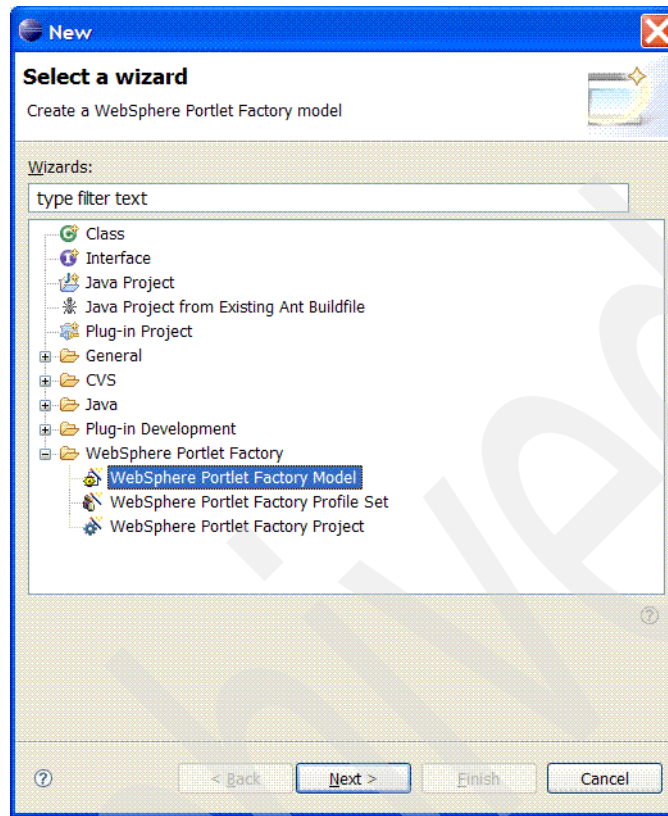 New
Select a wizard
Create a WebSphere Portlet Factory model
Wizards:
type filter text
Class
Interface
Java Project
Java Project from Existing Ant Buildfile
Plug-in Project
General
CVS
Java
Plug-in Development
WebSphere Portlet Factory
WebSphere Portlet Factory Model
WebSphere Portlet Factory Profile Set
WebSphere Portlet Factory Project
< Back Next > Finish Cancel